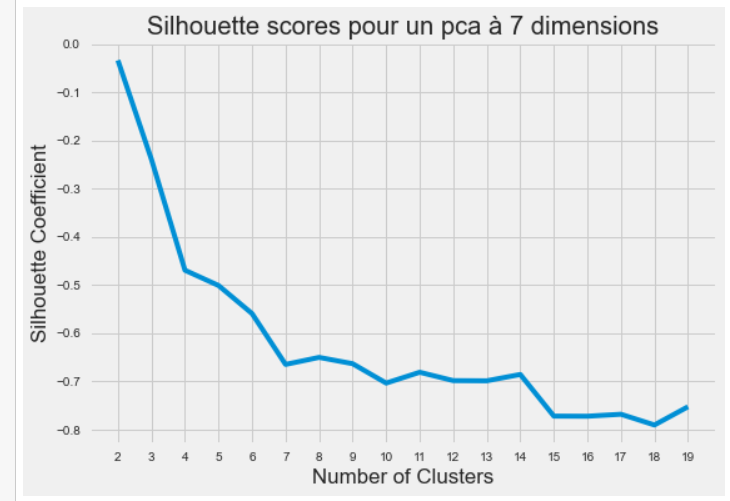 Silhouette scores pour un pca à 7 dimensions
0.0
−0.1
−0.2
−0.3
−0.4
−0.5
−0.6
−0.7
−0.8
Silhouette Coefficient
2 3 4 5 6 7 8 9 10 11 12 13 14 15 16 17 18 19
Number of Clusters